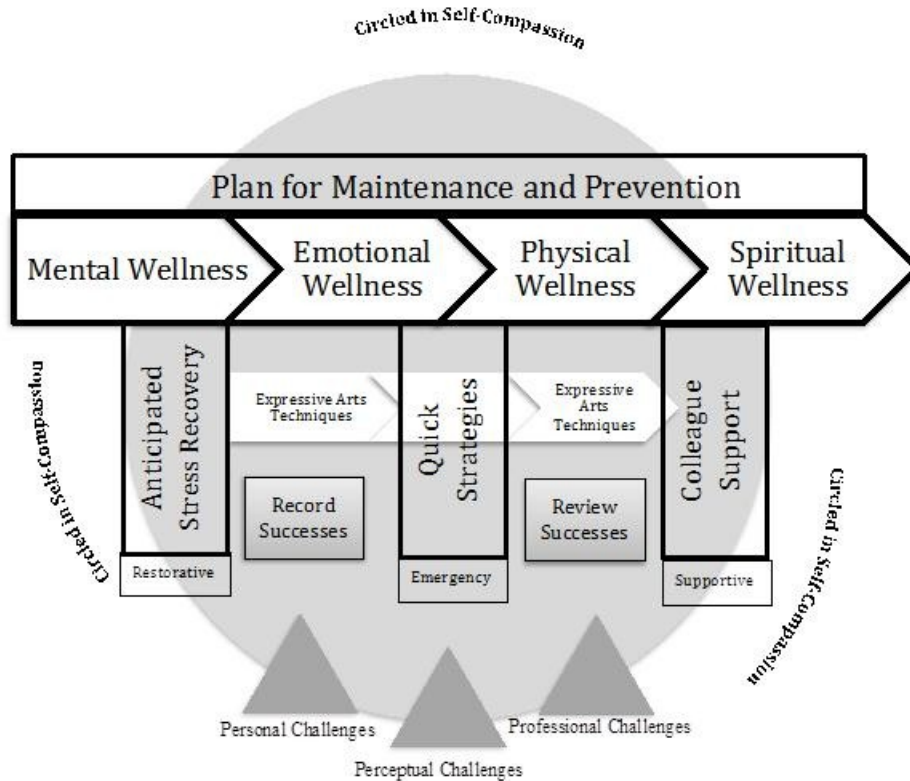 Circled in Self-Compassion
Plan for Maintenance and Prevention
Mental Wellness
Emotional
Wellness
Physical
Wellness
Spiritual
Wellness
Circled in Self-Compassion
Anticipated
Stress Recovery
Expressive Arts
Techniques
Quick
Strategies
Expressive
Arts
Techniques
Colleague
Support
Circled in Self-Compassion
Record
Successes
Review
Successes
Restorative
Emergency
Supportive
Personal Challenges
Perceptual Challenges
Professional Challenges